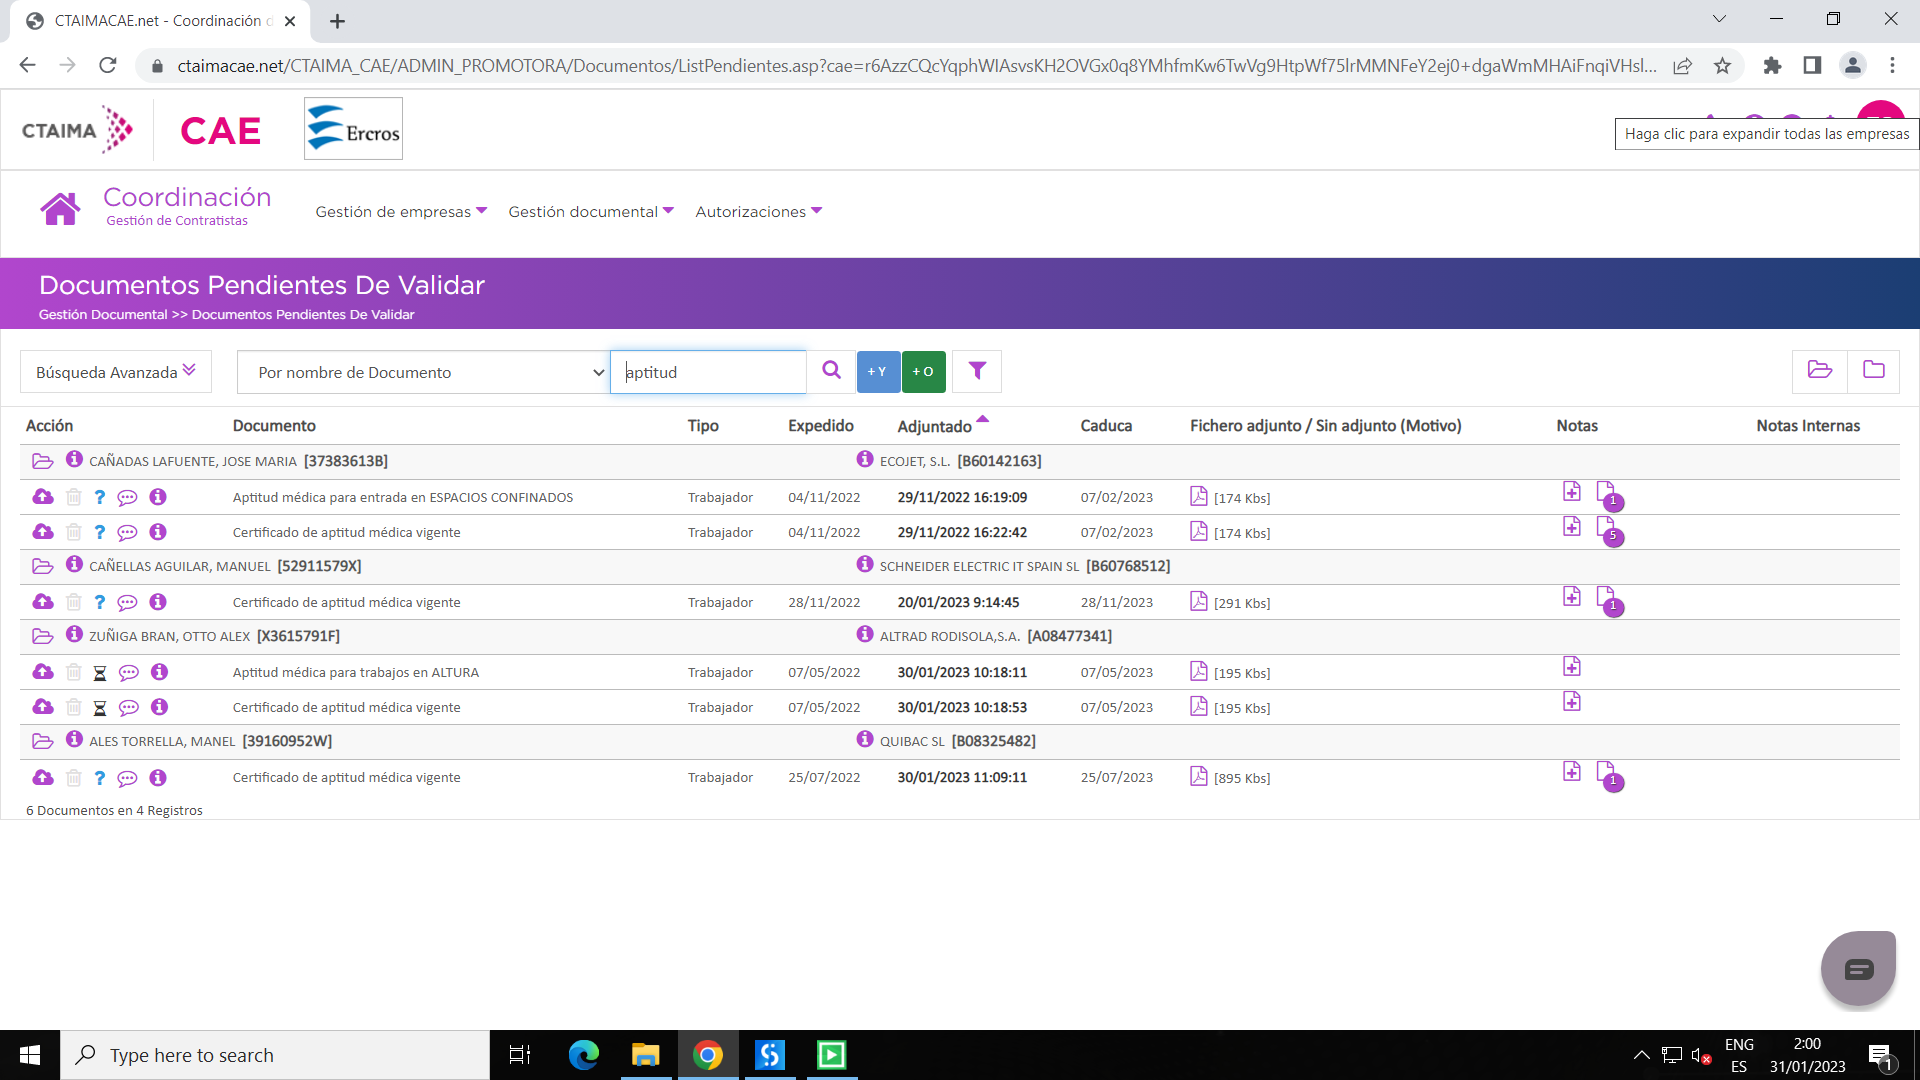 CTAIMACAE.net - Coordinación d
ctaimacae.net/CTAIMA_CAE/ADMIN_PROMOTORA/Documentos/ListPendientes.asp?cae=r6AzzCQcYqphWIAsvsKH2OVGx0q8YMhfmKw6TwVg9HtpWf75lrMMNFeY2ej0+dgaWmMHAiFnqiVHsl...
CTAIMA CAE Ercros
Haga clic para expandir todas las empresas
Coordinación
Gestión de Contratistas
Gestión de empresas Gestión documental Autorizaciones
Documentos Pendientes De Validar
Gestión Documental >> Documentos Pendientes De Validar
Búsqueda Avanzada Por nombre de Documento aptitud + Y + O
Acción Documento Tipo Expedido Adjuntado Caduca Fichero adjunto / Sin adjunto (Motivo) Notas Notas Internas
CAÑADAS LAFUENTE, JOSE MARIA [37383613B] ECOJET, S.L. [B60142163]
? Aptitud médica para entrada en ESPACIOS CONFINADOS Trabajador 04/11/2022 29/11/2022 16:19:09 07/02/2023 [174 Kbs] 1
? Certificado de aptitud médica vigente Trabajador 04/11/2022 29/11/2022 16:22:42 07/02/2023 [174 Kbs] 5
CAÑELLAS AGUILAR, MANUEL [52911579X] SCHNEIDER ELECTRIC IT SPAIN SL [B60768512]
? Certificado de aptitud médica vigente Trabajador 28/11/2022 20/01/2023 9:14:45 28/11/2023 [291 Kbs] 1
ZUÑIGA BRAN, OTTO ALEX [X3615791F] ALTRAD RODISOLA,S.A. [A08477341]
Aptitud médica para trabajos en ALTURA Trabajador 07/05/2022 30/01/2023 10:18:11 07/05/2023 [195 Kbs]
Certificado de aptitud médica vigente Trabajador 07/05/2022 30/01/2023 10:18:53 07/05/2023 [195 Kbs]
ALES TORRELLA, MANEL [39160952W] QUIBAC SL [B08325482]
? Certificado de aptitud médica vigente Trabajador 25/07/2022 30/01/2023 11:09:11 25/07/2023 [895 Kbs] 1
6 Documentos en 4 Registros
Type here to search
ENG 2:00
ES 31/01/2023 1